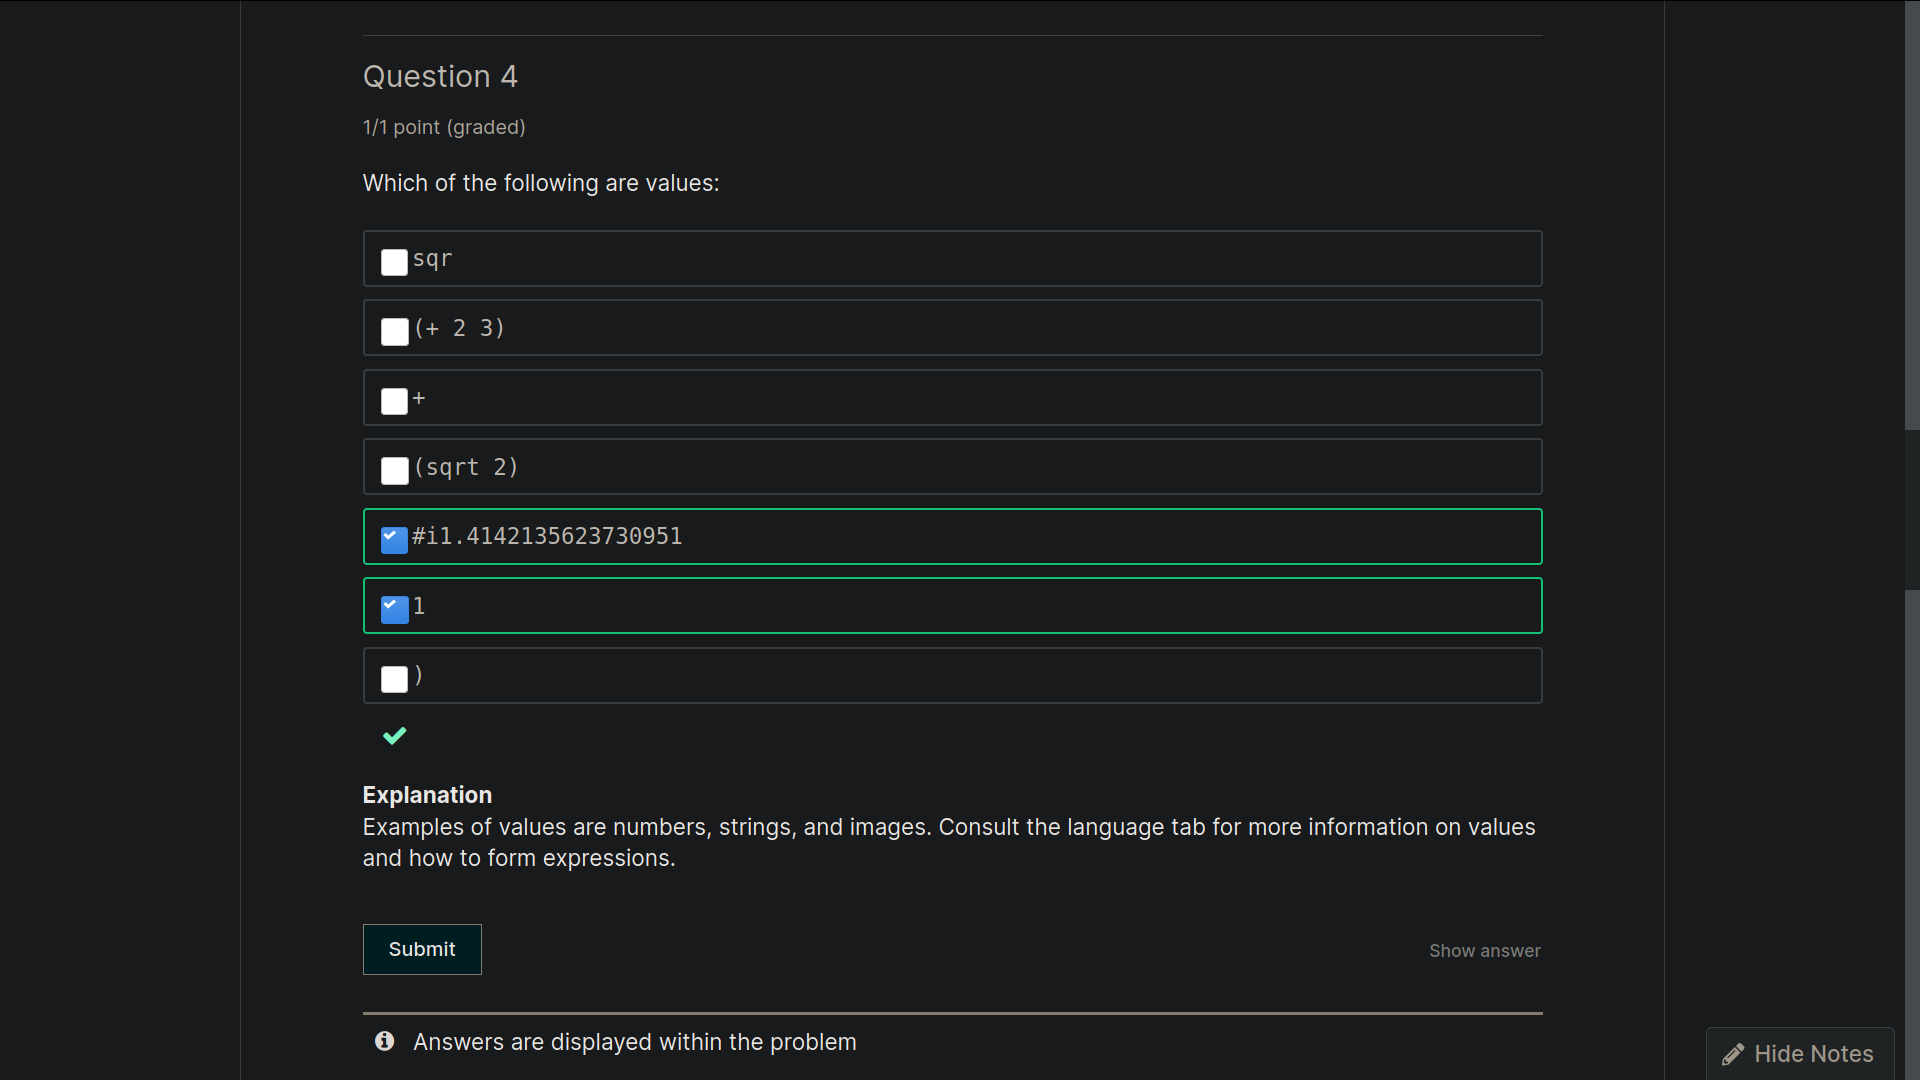 Question 4
1/1 point (graded)
Which of the following are values:
sqr
(+ 2 3)
+
(sqrt 2)
#i1.4142135623730951
1
)
Explanation
Examples of values are numbers, strings, and images. Consult the language tab for more information on values
and how to form expressions.
Submit
Show answer
Answers are displayed within the problem
Hide Notes